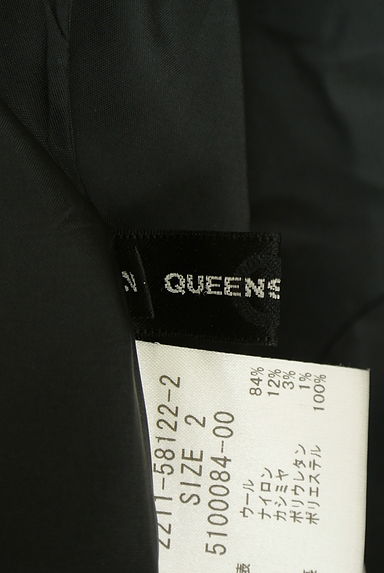 QUEENS
2211-58122-2
SIZE 2
5100084-00
ウール 84%
ナイロン 12%
カシミヤ 3%
ポリウレタン 1%
ポリエステル 100%